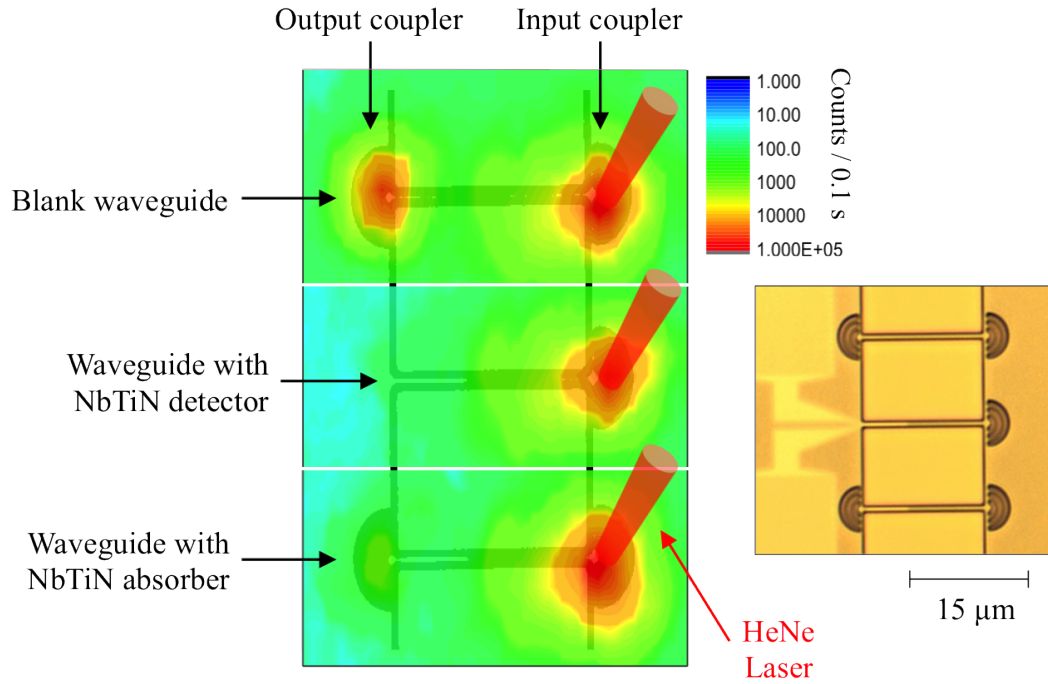 Output coupler
Input coupler
Blank waveguide
Waveguide with
NbTiN detector
Waveguide with
NbTiN absorber
1.000
10.00
100.0
1000
10000
1.000E+05
Counts / 0.1 s
15 μm
HeNe
Laser